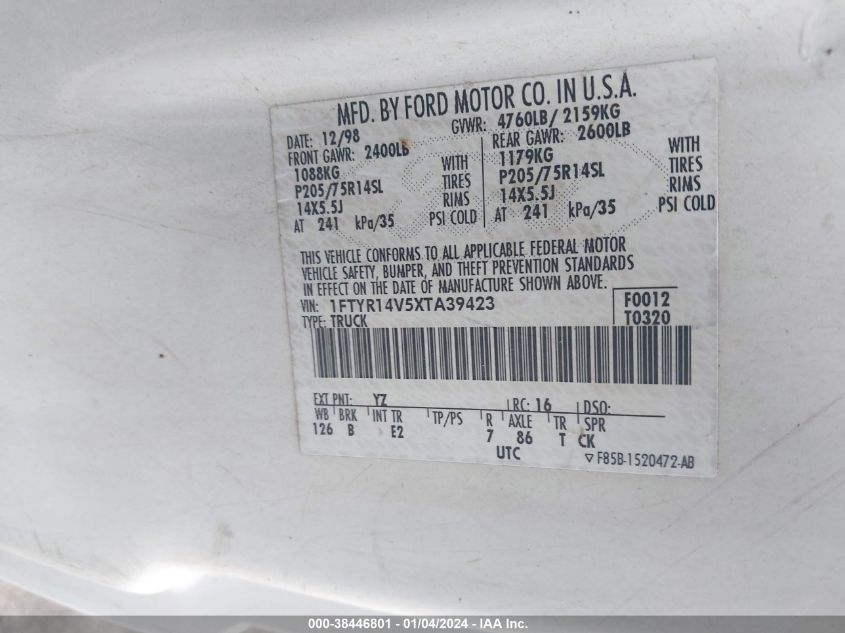 MFD. BY FORD MOTOR CO. IN U.S.A.
DATE: 12/98 GVWR: 4760LB/ 2159KG
FRONT GAWR: 2400LB REAR GAWR: 2600LB
1088KG WITH 1179KG WITH
P205/75R14SL TIRES P205/75R14SL TIRES
14X5.5J RIMS 14X5.5J RIMS
AT 241 kPa/35 PSI COLD AT 241 kPa/35 PSI COLD
THIS VEHICLE CONFORMS TO ALL APPLICABLE FEDERAL MOTOR
VEHICLE SAFETY, BUMPER, AND THEFT PREVENTION STANDARDS
IN EFFECT ON THE DATE OF MANUFACTURE SHOWN ABOVE.
VIN: 1FTYR14V5XTA39423 F0012
TYPE: TRUCK T0320
EXT PNT: YZ RC: 16 DSO:
WB BRK INT TR TP/PS R AXLE TR SPR
126 B E2 7 86 T CK
UTC F85B-1520472-AB
000-38446801 - 01/04/2024 - IAA Inc.